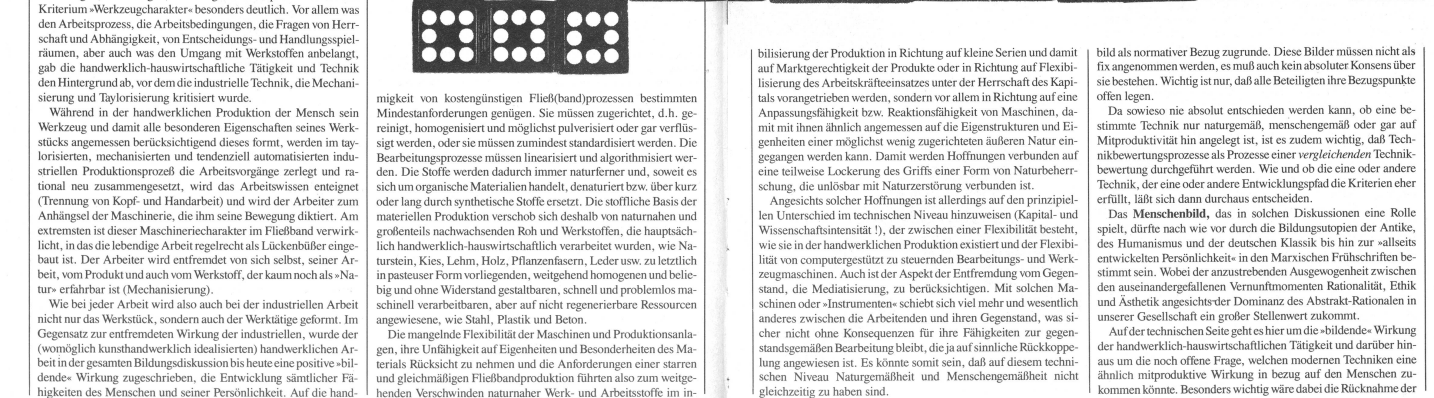 Kriterium »Werkzeugcharakter« besonders deutlich. Vor allem was
den Arbeitsprozess, die Arbeitsbedingungen, die Fragen von Herr-
schaft und Abhängigkeit, von Entscheidungs- und Handlungsspiel-
räumen, aber auch was den Umgang mit Werkstoffen anbelangt,
gab die handwerklich-hauswirtschaftliche Tätigkeit und Technik
den Hintergrund ab, vor dem die industrielle Technik, die Mechani-
sierung und Taylorisierung kritisiert wurde.
Während in der handwerklichen Produktion der Mensch sein
Werkzeug und damit alle besonderen Eigenschaften seines Werk-
stücks angemessen berücksichtigend dieses formt, werden im tay-
lorisierten, mechanisierten und tendenziell automatisierten indu-
striellen Produktionsprozeß die Arbeitsvorgänge zerlegt und ra-
tional neu zusammengesetzt, wird das Arbeitswissen enteignet
(Trennung von Kopf- und Handarbeit) und wird der Arbeiter zum
Anhängsel der Maschinerie, die ihm seine Bewegung diktiert. Am
extremsten ist dieser Maschineriecharakter im Fließband verwirk-
licht, in das die lebendige Arbeit regelrecht als Lückenbüßer einge-
baut ist. Der Arbeiter wird entfremdet von sich selbst, seiner Ar-
beit, vom Produkt und auch vom Werkstoff, der kaum noch als »Na-
tur» erfahrbar ist (Mechanisierung).
Wie bei jeder Arbeit wird also auch bei der industriellen Arbeit
nicht nur das Werkstück, sondern auch der Werktätige geformt. Im
Gegensatz zur entfremdeten Wirkung der industriellen, wurde der
(womöglich kunsthandwerklich idealisierten) handwerklichen Ar-
beit in der gesamten Bildungsdiskussion bis heute eine positive »bil-
dende« Wirkung zugeschrieben, die Entwicklung sämtlicher Fä-
higkeiten des Menschen und seiner Persönlichkeit. Auf die hand-
migkeit von kostengünstigen Fließ(band)prozessen bestimmten
Mindestanforderungen genügen. Sie müssen zugerichtet, d.h. ge-
reinigt, homogenisiert und möglichst pulverisiert oder gar verflüs-
sigt werden, oder sie müssen zumindest standardisiert werden. Die
Bearbeitungsprozesse müssen linearisiert und algorithmisiert wer-
den. Die Stoffe werden dadurch immer naturferner und, soweit es
sich um organische Materialien handelt, denaturiert bzw. über kurz
oder lang durch synthetische Stoffe ersetzt. Die stoffliche Basis der
materiellen Produktion verschob sich deshalb von naturnahen und
großenteils nachwachsenden Roh und Werkstoffen, die hauptsäch-
lich handwerklich-hauswirtschaftlich verarbeitet wurden, wie Na-
turstein, Kies, Lehm, Holz, Pflanzenfasern, Leder usw. zu letztlich
in pasteuser Form vorliegenden, weitgehend homogenen und belie-
big und ohne Widerstand gestaltbaren, schnell und problemlos ma-
schinell verarbeitbaren, aber auf nicht regenerierbare Ressourcen
angewiesene, wie Stahl, Plastik und Beton.
Die mangelnde Flexibilität der Maschinen und Produktionsanla-
gen, ihre Unfähigkeit auf Eigenheiten und Besonderheiten des Ma-
terials Rücksicht zu nehmen und die Anforderungen einer starren
und gleichmäßigen Fließbandproduktion führten also zum weitge-
henden Verschwinden naturnaher Werk- und Arbeitsstoffe im in-
bilisierung der Produktion in Richtung auf kleine Serien und damit
auf Marktgerechtigkeit der Produkte oder in Richtung auf Flexibi-
lisierung des Arbeitskräfteeinsatzes unter der Herrschaft des Kapi-
tals vorangetrieben werden, sondern vor allem in Richtung auf eine
Anpassungsfähigkeit bzw. Reaktionsfähigkeit von Maschinen, da-
mit mit ihnen ähnlich angemessen auf die Eigenstrukturen und Ei-
genheiten einer möglichst wenig zugerichteten äußeren Natur ein-
gegangen werden kann. Damit werden Hoffnungen verbunden auf
eine teilweise Lockerung des Griffs einer Form von Naturbeherr-
schung, die unlösbar mit Naturzerstörung verbunden ist.
Angesichts solcher Hoffnungen ist allerdings auf den prinzipiel-
len Unterschied im technischen Niveau hinzuweisen (Kapital- und
Wissenschaftsintensität !), der zwischen einer Flexibilität besteht,
wie sie in der handwerklichen Produktion existiert und der Flexibi-
lität von computergestützt zu steuernden Bearbeitungs- und Werk-
zeugmaschinen. Auch ist der Aspekt der Entfremdung vom Gegen-
stand, die Mediatisierung, zu berücksichtigen. Mit solchen Ma-
schinen oder »Instrumenten« schiebt sich viel mehr und wesentlich
anderes zwischen die Arbeitenden und ihren Gegenstand, was si-
cher nicht ohne Konsequenzen für ihre Fähigkeiten zur gegen-
standsgemäßen Bearbeitung bleibt, die ja auf sinnliche Rückkoppe-
lung angewiesen ist. Es könnte somit sein, daß auf diesem techni-
schen Niveau Naturgemäßheit und Menschengemäßheit nicht
gleichzeitig zu haben sind.
bild als normativer Bezug zugrunde. Diese Bilder müssen nicht als
fix angenommen werden, es muß auch kein absoluter Konsens über
sie bestehen. Wichtig ist nur, daß alle Beteiligten ihre Bezugspunkte
offen legen.
Da sowieso nie absolut entschieden werden kann, ob eine be-
stimmte Technik nur naturgemäß, menschengemäß oder gar auf
Mitproduktivität hin angelegt ist, ist es zudem wichtig, daß Tech-
nikbewertungsprozesse als Prozesse einer vergleichenden Technik-
bewertung durchgeführt werden. Wie und ob die eine oder andere
Technik, der eine oder andere Entwicklungspfad die Kriterien eher
erfüllt, läßt sich dann durchaus entscheiden.
Das Menschenbild, das in solchen Diskussionen eine Rolle
spielt, dürfte nach wie vor durch die Bildungsutopien der Antike,
des Humanismus und der deutschen Klassik bis hin zur »allseits
entwickelten Persönlichkeit« in den Marxschen Frühschriften be-
stimmt sein. Wobei der anzustrebenden Ausgewogenheit zwischen
den auseinandergefallenen Vernunftmomenten Rationalität, Ethik
und Ästhetik angesichts der Dominanz des Abstrakt-Rationalen in
unserer Gesellschaft ein großer Stellenwert zukommt.
Auf der technischen Seite geht es hier um die »bildende« Wirkung
der handwerklich-hauswirtschaftlichen Tätigkeit und darüber hin-
aus um die noch offene Frage, welchen modernen Techniken eine
ähnlich mitproduktive Wirkung in bezug auf den Menschen zu-
kommen könnte. Besonders wichtig wäre dabei die Rücknahme der